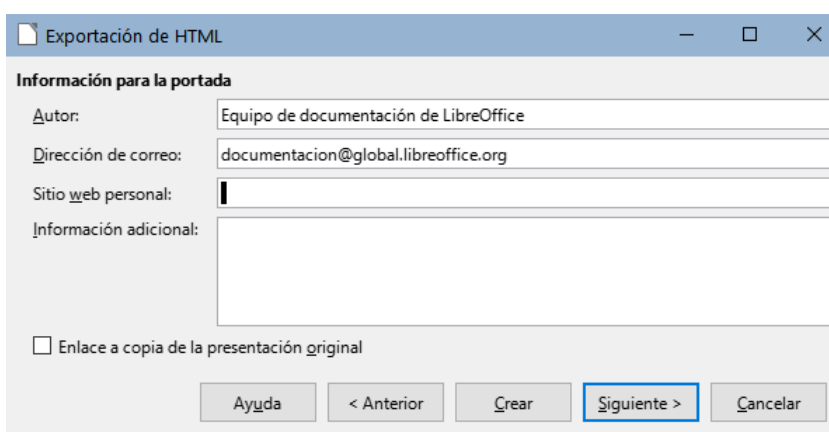 Exportación de HTML
Información para la portada
Autor: Equipo de documentación de LibreOffice
Dirección de correo: documentacion@global.libreoffice.org
Sitio web personal:
Información adicional:
Enlace a copia de la presentación original
Ayuda < Anterior Crear Siguiente > Cancelar